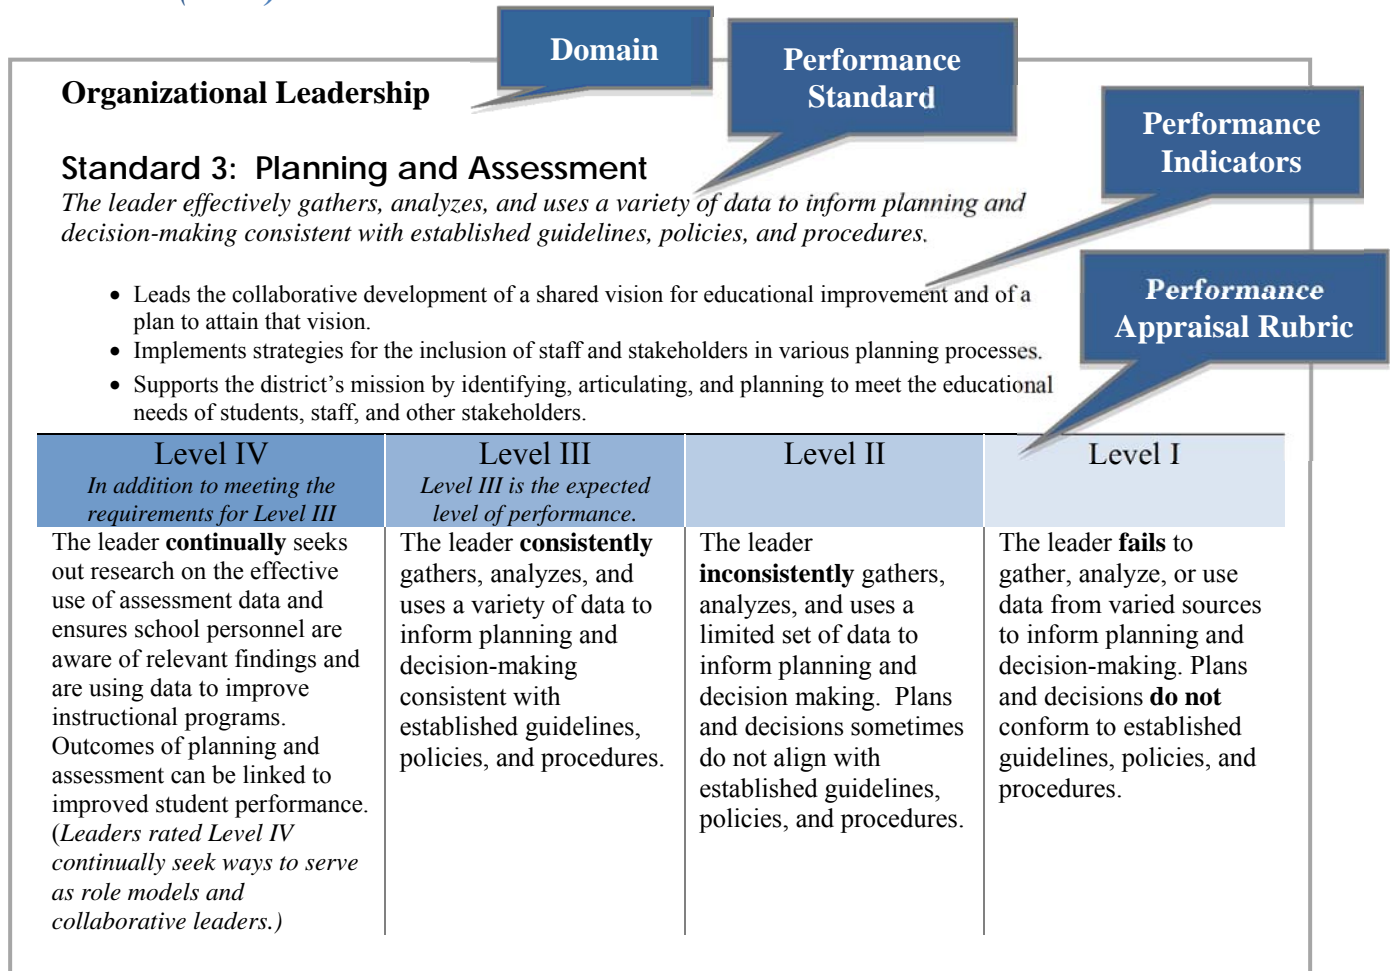 Domain
Performance
Standard
Performance
Indicators
Performance
Appraisal Rubric
Organizational Leadership
Standard 3: Planning and Assessment
The leader effectively gathers, analyzes, and uses a variety of data to inform planning and
decision-making consistent with established guidelines, policies, and procedures.
• Leads the collaborative development of a shared vision for educational improvement and of a
plan to attain that vision.
• Implements strategies for the inclusion of staff and stakeholders in various planning processes.
• Supports the district’s mission by identifying, articulating, and planning to meet the educational
needs of students, staff, and other stakeholders.
Level IV
In addition to meeting the
requirements for Level III
The leader continually seeks
out research on the effective
use of assessment data and
ensures school personnel are
aware of relevant findings and
are using data to improve
instructional programs.
Outcomes of planning and
assessment can be linked to
improved student performance.
(Leaders rated Level IV
continually seek ways to serve
as role models and
collaborative leaders.)
Level III
Level III is the expected
level of performance.
The leader consistently
gathers, analyzes, and
uses a variety of data to
inform planning and
decision-making
consistent with
established guidelines,
policies, and procedures.
Level II
The leader
inconsistently gathers,
analyzes, and uses a
limited set of data to
inform planning and
decision making.  Plans
and decisions sometimes
do not align with
established guidelines,
policies, and procedures.
Level I
The leader fails to
gather, analyze, or use
data from varied sources
to inform planning and
decision-making. Plans
and decisions do not
conform to established
guidelines, policies, and
procedures.